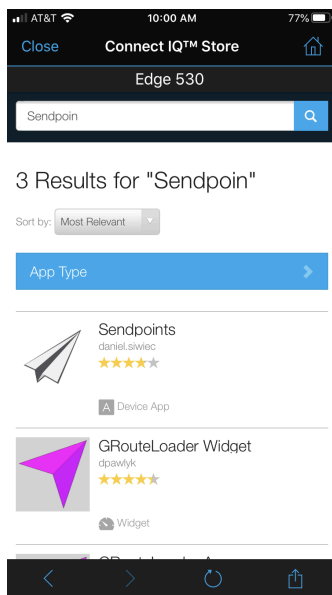 AT&T 10:00 AM 77%
Close Connect IQ™ Store
Edge 530
Sendpoin
3 Results for "Sendpoin"
Sort by: Most Relevant
App Type
Sendpoints
daniel.siwiec
A Device App
GRouteLoader Widget
dpawlyk
Widget